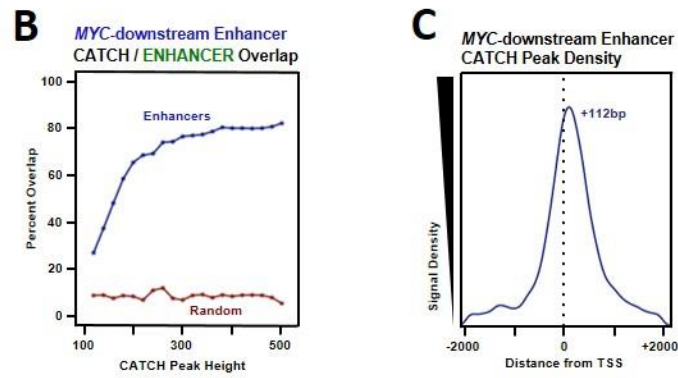 B
MYC-downstream Enhancer
CATCH / ENHANCER Overlap
100
80
60
40
20
0
Percent Overlap
Enhancers
Random
100
300
500
CATCH Peak Height
C
MYC-downstream Enhancer
CATCH Peak Density
Signal Density
+112bp
-2000
0
+2000
Distance from TSS